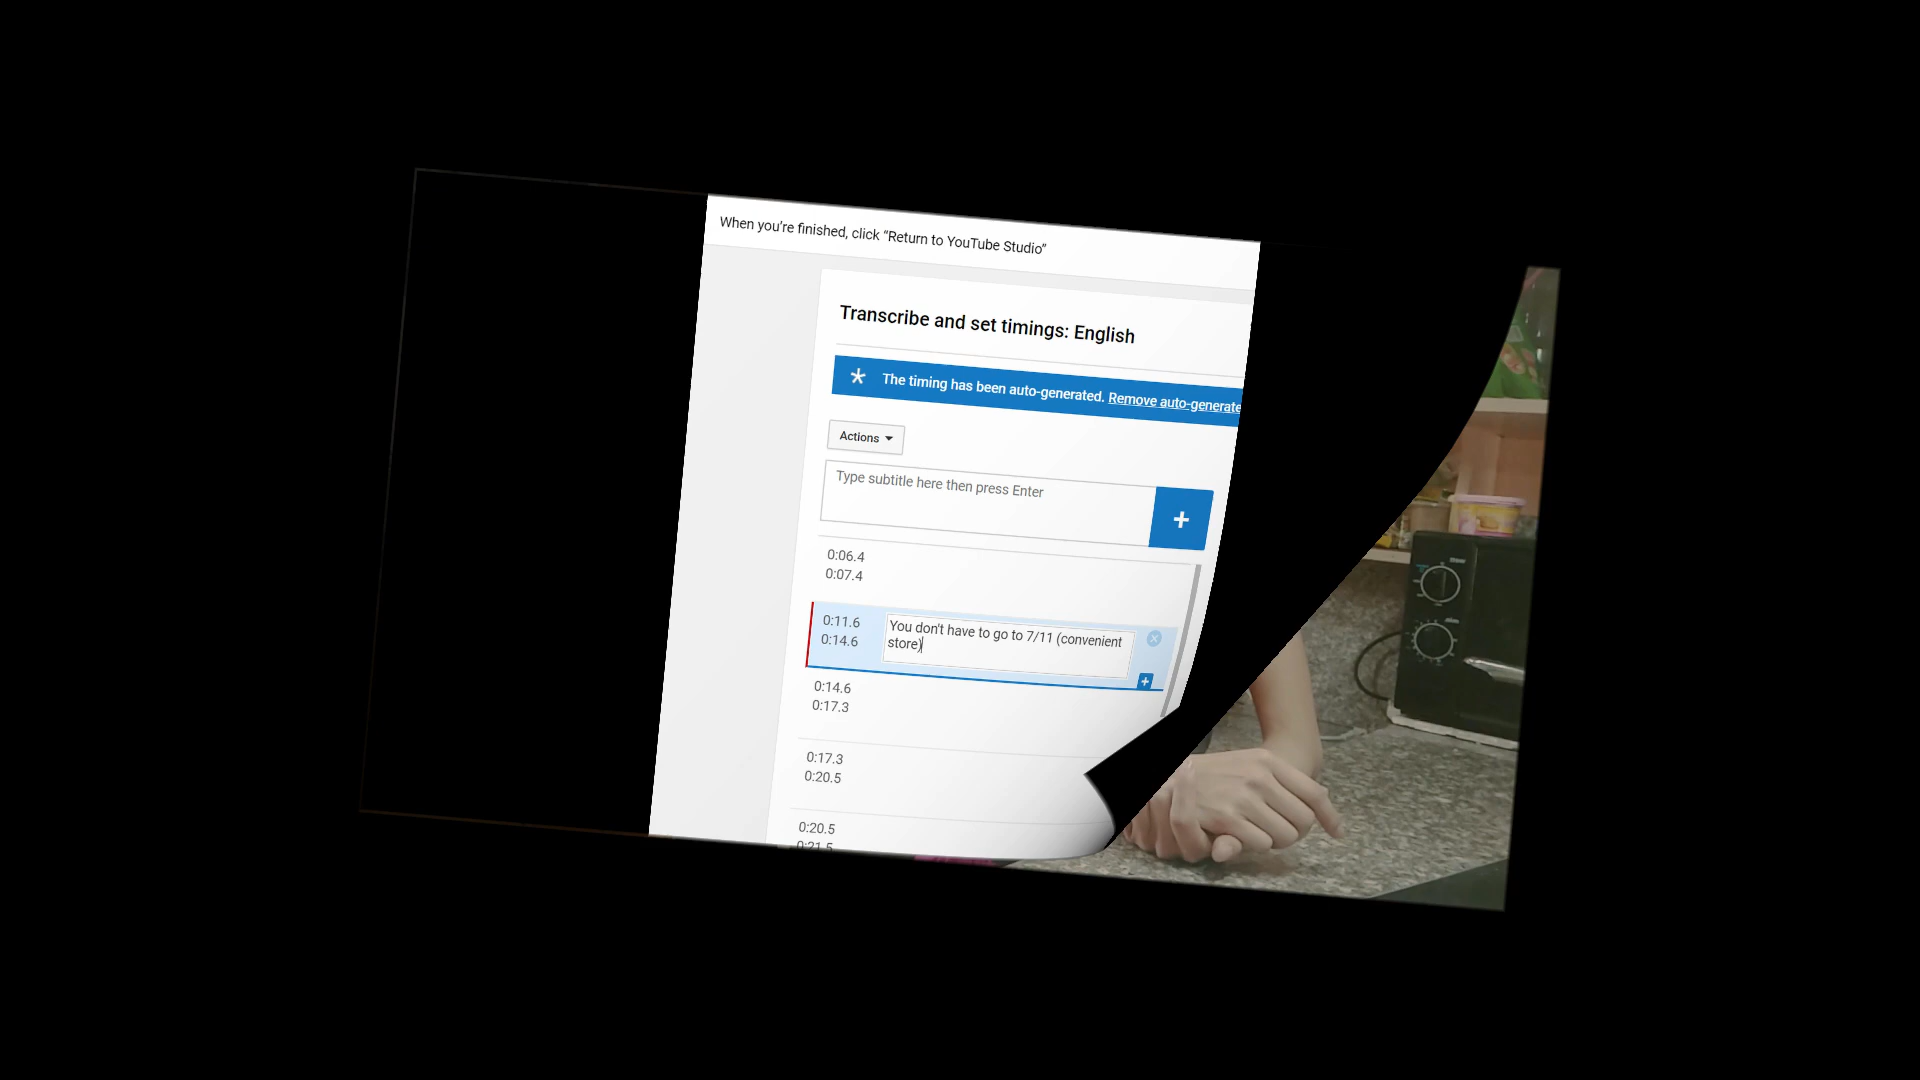 When you're finished, click “Return to YouTube Studio”
Transcribe and set timings: English
The timing has been auto-generated. Remove auto-generate
Actions
Type subtitle here then press Enter
+
0:06.4
0:07.4
0:11.6
0:14.6
You don't have to go to 7/11 (convenient
store)
0:14.6
0:17.3
0:17.3
0:20.5
0:20.5
0:21.5